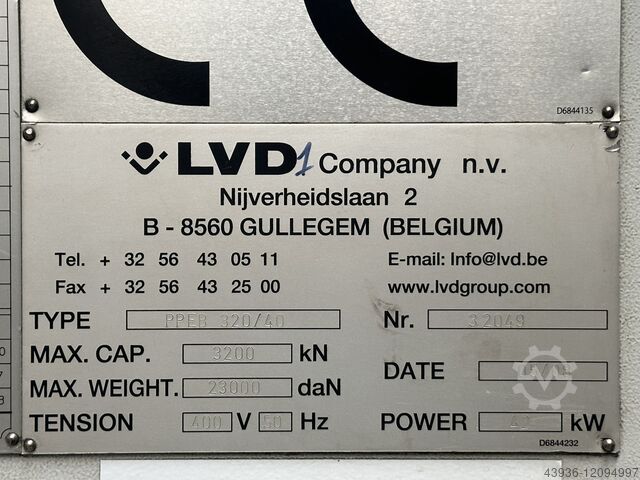 CE
D6844135
LVD 1 Company n.v.
Nijverheidslaan 2
B - 8560 GULLEGEM (BELGIUM)
Tel. + 32 56 43 05 11 E-mail: Info@lvd.be
Fax + 32 56 43 25 00 www.lvdgroup.com
TYPE PPEB 320/40 Nr. 32049
MAX. CAP. 3200 kN
MAX. WEIGHT. 23000 daN DATE
TENSION 400 V 50 Hz POWER kW
D6844232
43936-12094997